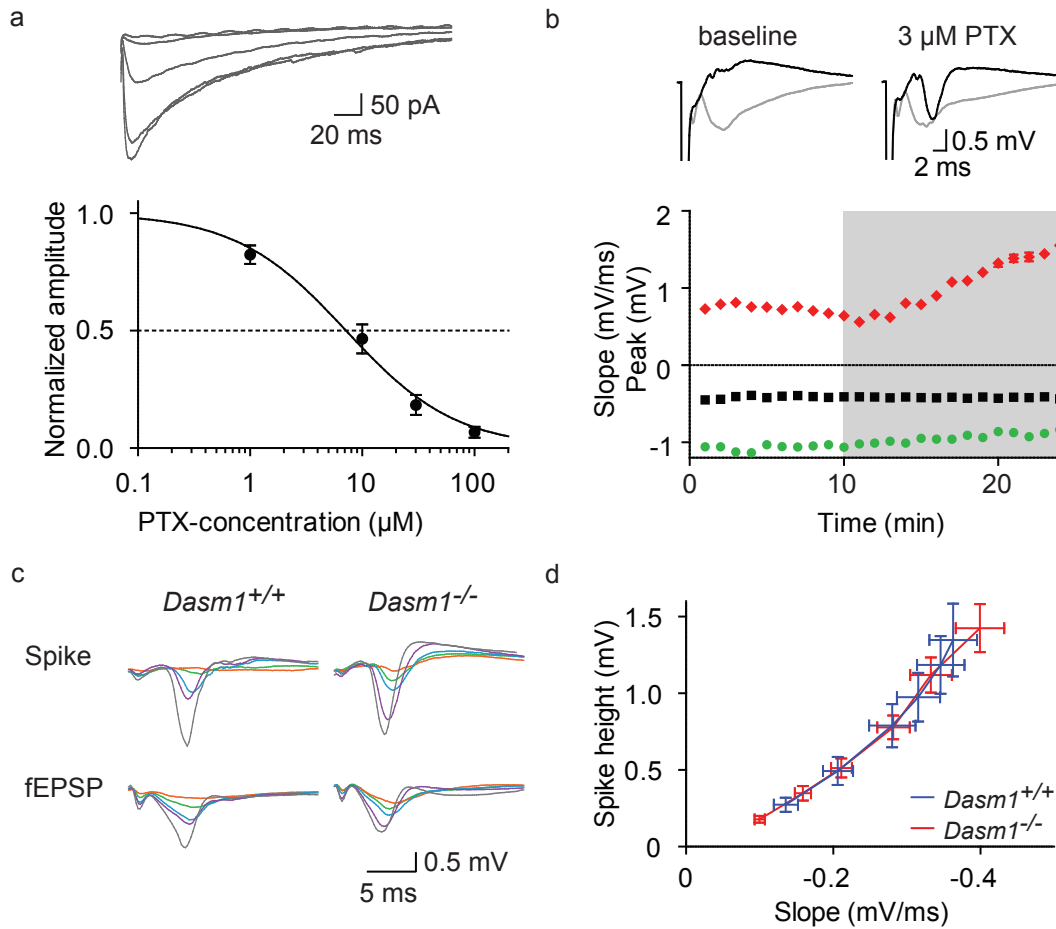 a
50 pA
20 ms
Normalized amplitude
1.0
0.5
0.0
0.1 1 10 100
PTX-concentration (µM)
b
baseline 3 µM PTX
0.5 mV
2 ms
Slope (mV/ms)
Peak (mV)
2
1
0
-1
0 10 20
Time (min)
c
Dasm1+/+ Dasm1-/-
Spike
fEPSP
0.5 mV
5 ms
d
Spike height (mV)
1.5
1.0
0.5
0
0 -0.2 -0.4
Slope (mV/ms)
Dasm1+/+
Dasm1-/-